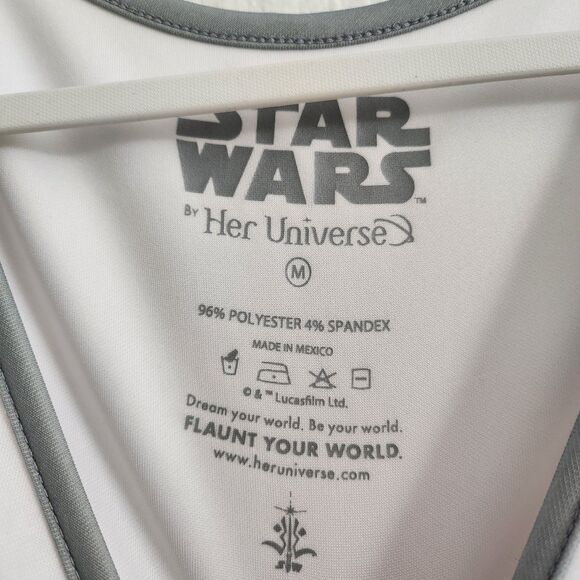 STAR
WARS™
BY Her Universe
M
96% POLYESTER 4% SPANDEX
MADE IN MEXICO
© & ™ Lucasfilm Ltd.
Dream your world. Be your world.
FLAUNT YOUR WORLD.
www.heruniverse.com